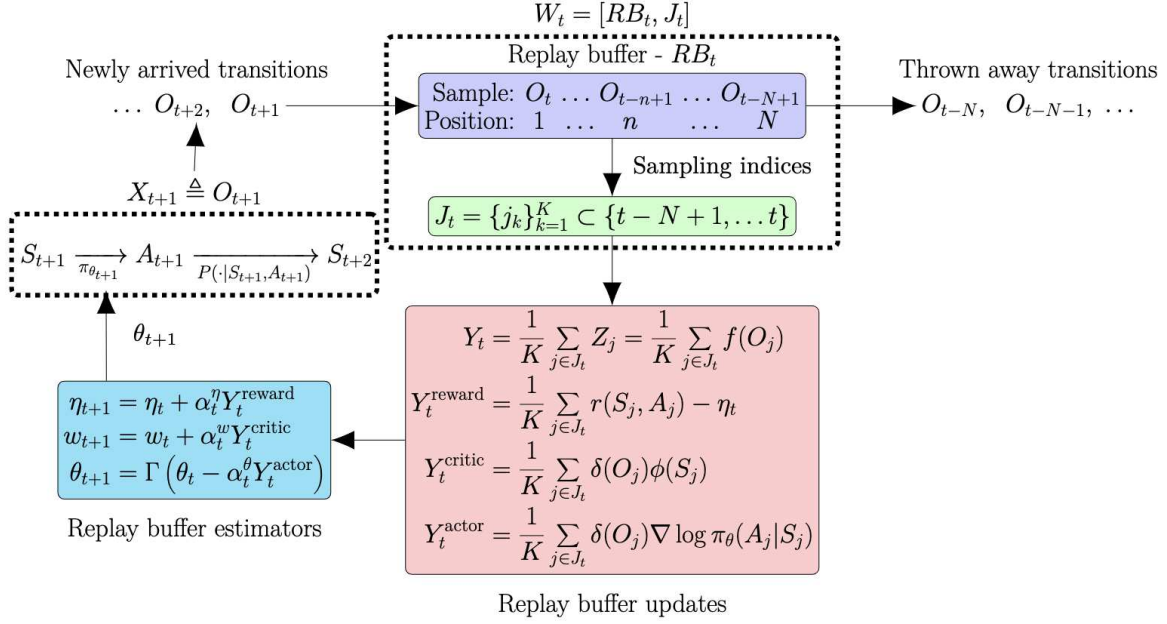 W_t = [RB_t, J_t]
Newly arrived transitions
… O_{t+2}, O_{t+1}
Replay buffer - RB_t
Sample: O_t … O_{t−n+1} … O_{t−N+1}
Position: 1 … n … N
Thrown away transitions
O_{t−N}, O_{t−N−1}, …
Sampling indices
J_t = {j_k}_{k=1}^K ⊂ {t − N + 1, … t}
X_{t+1} ≜ O_{t+1}
S_{t+1} →_{π_{θ_{t+1}}} A_{t+1} →_{P(·|S_{t+1},A_{t+1})} S_{t+2}
θ_{t+1}
η_{t+1} = η_t + α_t^η Y_t^{reward}
w_{t+1} = w_t + α_t^w Y_t^{critic}
θ_{t+1} = Γ (θ_t − α_t^θ Y_t^{actor})
Replay buffer estimators
Y_t = \frac{1}{K} ∑_{j∈J_t} Z_j = \frac{1}{K} ∑_{j∈J_t} f(O_j)
Y_t^{reward} = \frac{1}{K} ∑_{j∈J_t} r(S_j, A_j) − η_t
Y_t^{critic} = \frac{1}{K} ∑_{j∈J_t} δ(O_j)φ(S_j)
Y_t^{actor} = \frac{1}{K} ∑_{j∈J_t} δ(O_j)∇ log π_θ(A_j|S_j)
Replay buffer updates